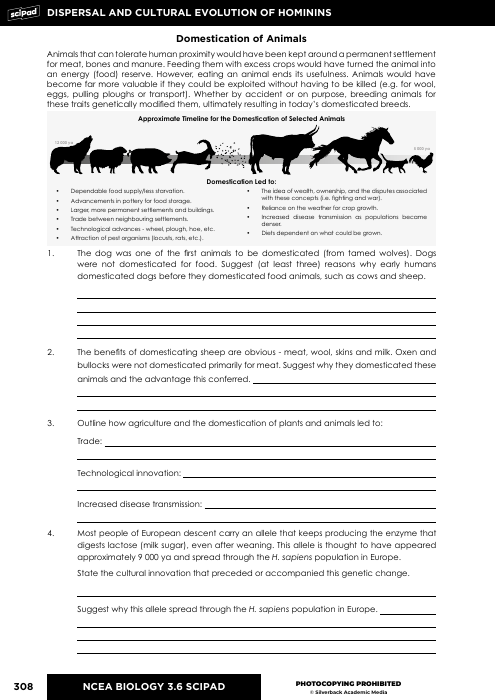 scipad
DISPERSAL AND CULTURAL EVOLUTION OF HOMININS
Domestication of Animals
Animals that can tolerate human proximity would have been kept around a permanent settlement
for meat, bones and manure. Feeding them with excess crops would have turned the animal into
an energy (food) reserve. However, eating an animal ends its usefulness. Animals would have
become far more valuable if they could be exploited without having to be killed (e.g. for wool,
eggs, pulling ploughs or transport). Whether by accident or on purpose, breeding animals for
these traits genetically modified them, ultimately resulting in today's domesticated breeds.
Approximate Timeline for the Domestication of Selected Animals
Domestication Led to:
• Dependable food supply/less starvation.
• Advancements in pottery for food storage.
• Larger, more permanent settlements and buildings.
• Trade between neighbouring settlements.
• Technological advances - wheel, plough, hoe, etc.
• Attraction of pest organisms (locusts, rats, etc.).
• The idea of wealth, ownership, and the disputes associated
with these concepts (i.e. fighting and war).
• Reliance on the weather for crop growth.
• Increased disease transmission as populations become
denser.
• Diets dependent on what could be grown.
1. The dog was one of the first animals to be domesticated (from tamed wolves). Dogs
were not domesticated for food. Suggest (at least three) reasons why early humans
domesticated dogs before they domesticated food animals, such as cows and sheep.
2. The benefits of domesticating sheep are obvious - meat, wool, skins and milk. Oxen and
bullocks were not domesticated primarily for meat. Suggest why they domesticated these
animals and the advantage this conferred.
3. Outline how agriculture and the domestication of plants and animals led to:
Trade:
Technological innovation:
Increased disease transmission:
4. Most people of European descent carry an allele that keeps producing the enzyme that
digests lactose (milk sugar), even after weaning. This allele is thought to have appeared
approximately 9 000 ya and spread through the H. sapiens population in Europe.
State the cultural innovation that preceded or accompanied this genetic change.
Suggest why this allele spread through the H. sapiens population in Europe.
308
NCEA BIOLOGY 3.6 SCIPAD
PHOTOCOPYING PROHIBITED
© Silverback Academic Media